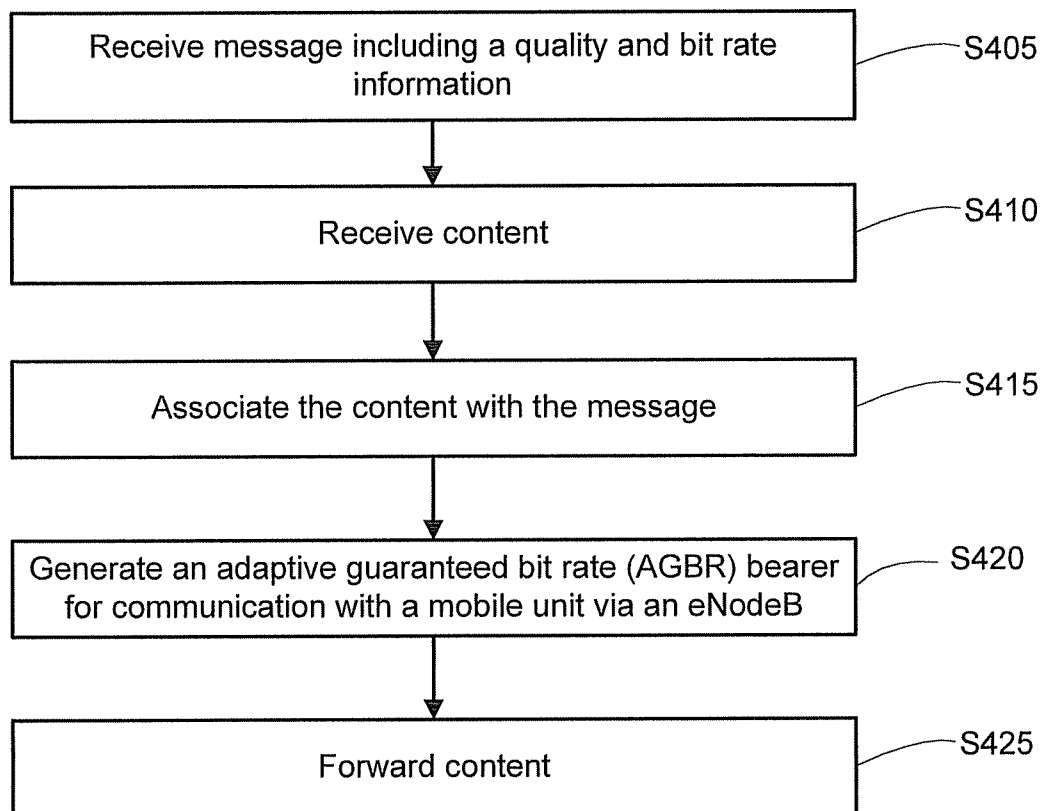 Receive message including a quality and bit rate
information
S405
Receive content
S410
Associate the content with the message
S415
Generate an adaptive guaranteed bit rate (AGBR) bearer
for communication with a mobile unit via an eNodeB
S420
Forward content
S425